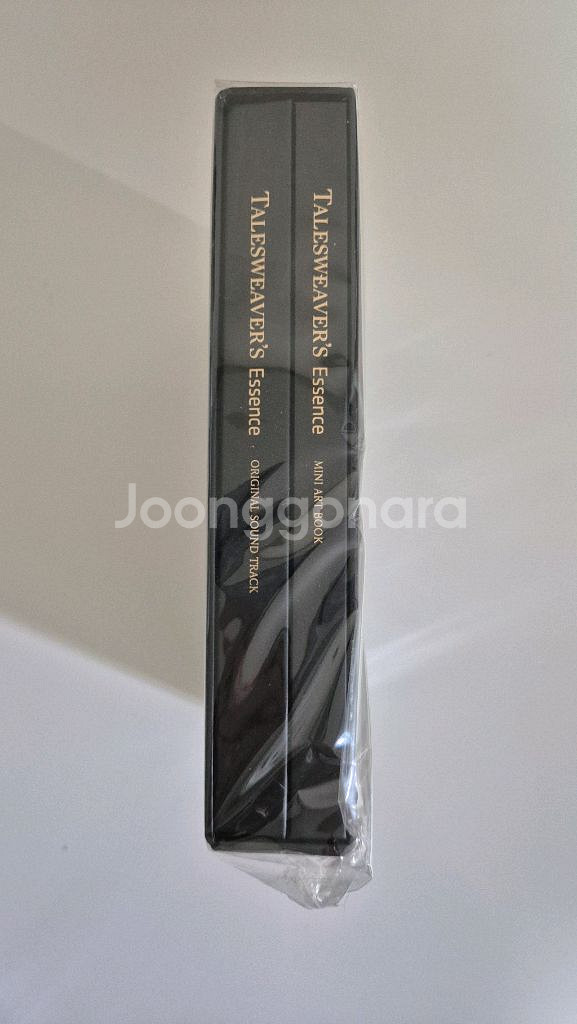 TALESWEAVER'S Essence MINI ART BOOK
TALESWEAVER'S Essence ORIGINAL SOUND TRACK
Joonggonara